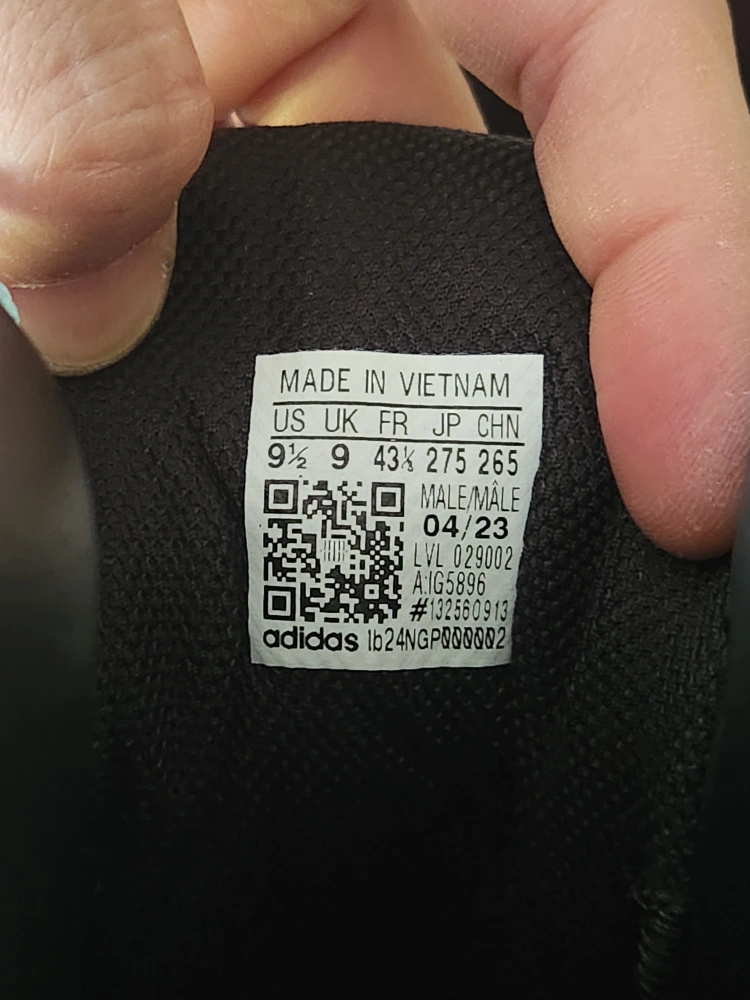 MADE IN VIETNAM
US UK FR JP CHN
9½ 9 43⅓ 275 265
MALE/MÂLE
04/23
LVL 029002
A:IG5896
#132560913
adidas lb24NGP000002